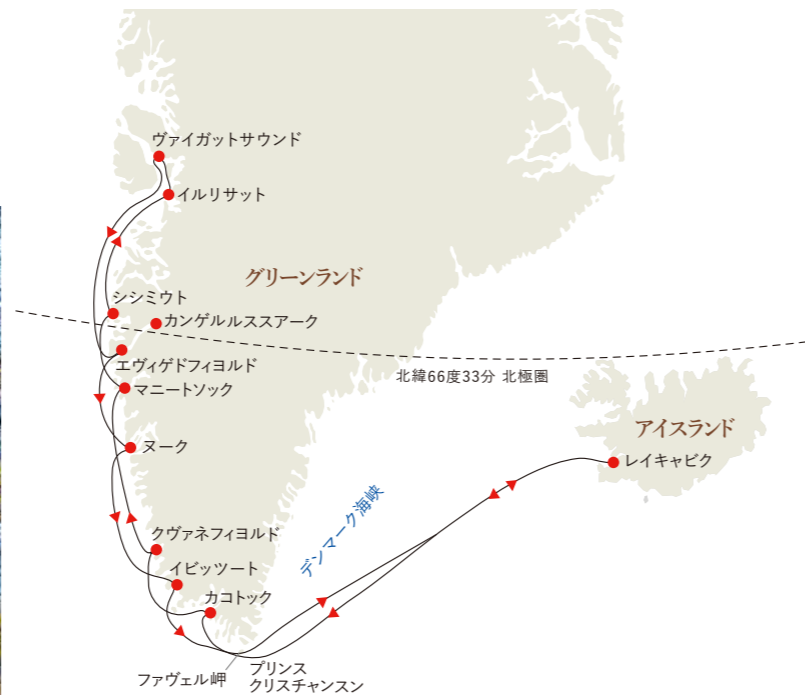 ヴァイガットサウンド
イルリサット
グリーンランド
シシミウト
カンゲルルススアーク
エヴィゲドフィヨルド
北緯66度33分 北極圏
マニートソック
アイスランド
ヌーク
レイキャビク
デンマーク海峡
クヴァネフィヨルド
イビッツート
カコトック
ファヴェル岬
プリンス
クリスチャンスン